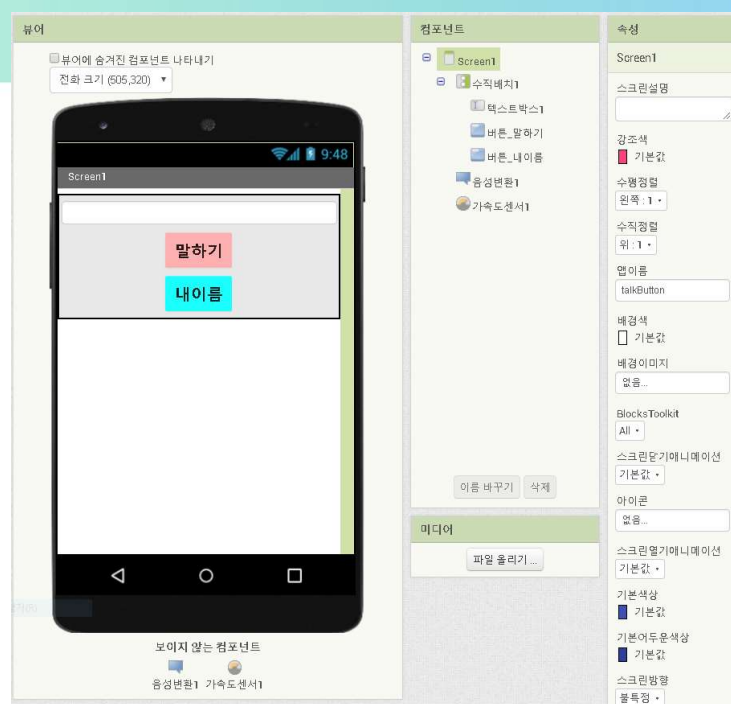 뷰어
뷰어에 숨겨진 컴포넌트 나타내기
전화 크기 (505,320)
9:48
Screen1
말하기
내이름
보이지 않는 컴포넌트
음성변환1 가속도센서1
컴포넌트
Screen1
수직배치1
텍스트박스1
버튼_말하기
버튼_내이름
음성변환1
가속도센서1
이름 바꾸기 삭제
미디어
파일 올리기 ...
속성
Screen1
스크린설명
강조색
기본값
수평정렬
왼쪽 : 1
수직정렬
위 : 1
앱이름
talkButton
배경색
기본값
배경이미지
없음...
BlocksToolkit
All
스크린닫기애니메이션
기본값
아이콘
없음...
스크린열기애니메이션
기본값
기본색상
기본값
기본어두운색상
기본값
스크린방향
불특정